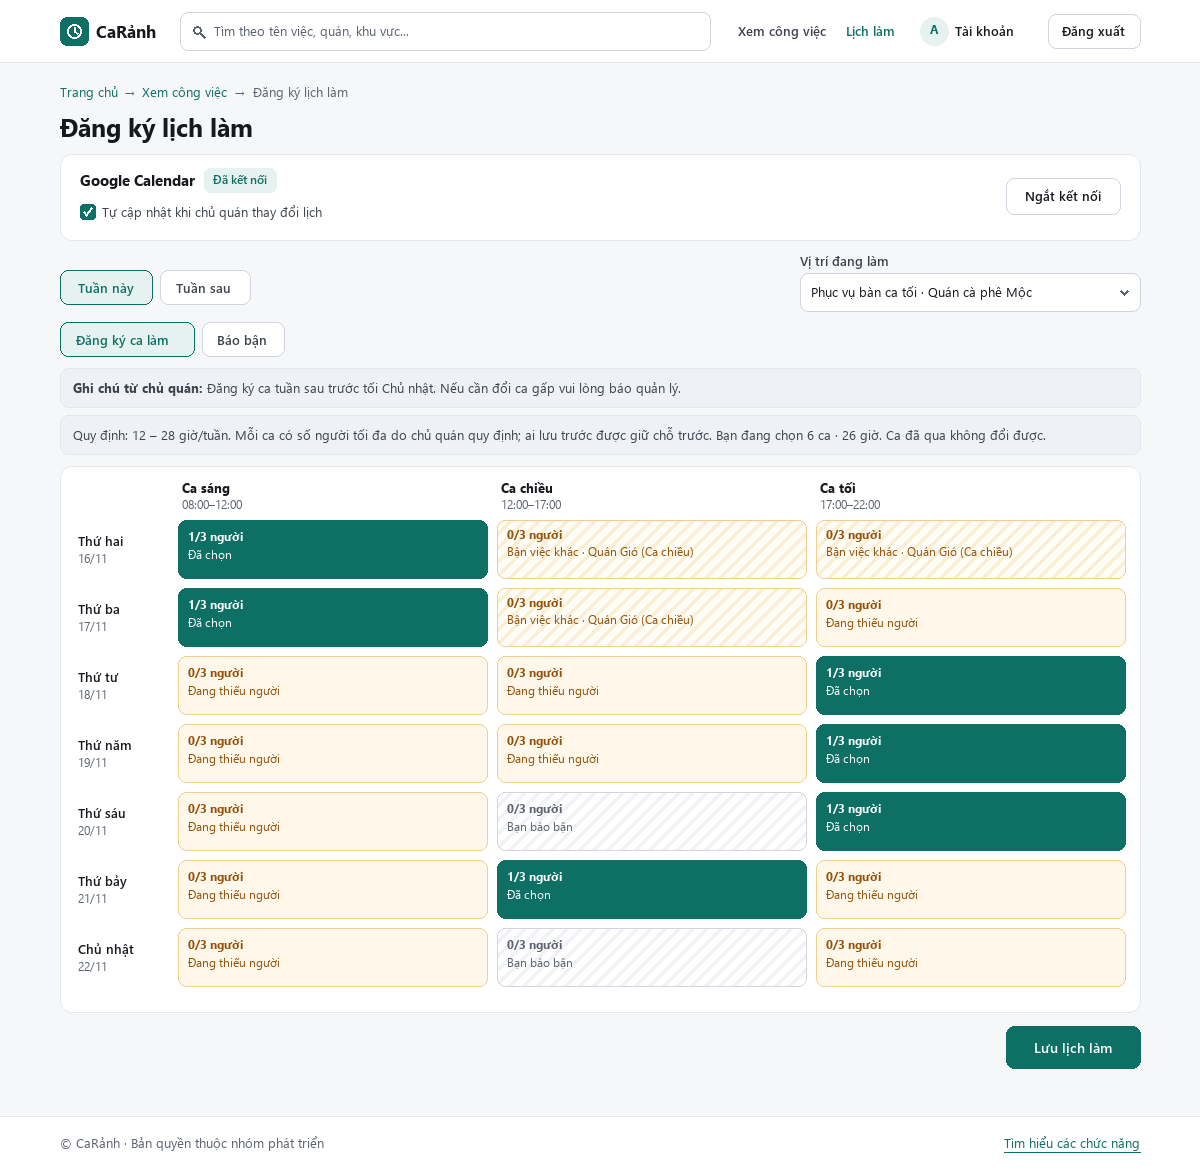 CaRảnh
Tìm theo tên việc, quán, khu vực...
Xem công việc
Lịch làm
A
Tài khoản
Đăng xuất
Trang chủ → Xem công việc → Đăng ký lịch làm
Đăng ký lịch làm
Google Calendar
Đã kết nối
Tự cập nhật khi chủ quán thay đổi lịch
Ngắt kết nối
Tuần này
Tuần sau
Vị trí đang làm
Phục vụ bàn ca tối · Quán cà phê Mộc
Đăng ký ca làm
Báo bận
Ghi chú từ chủ quán: Đăng ký ca tuần sau trước tối Chủ nhật. Nếu cần đổi ca gấp vui lòng báo quản lý.
Quy định: 12 – 28 giờ/tuần. Mỗi ca có số người tối đa do chủ quán quy định; ai lưu trước được giữ chỗ trước. Bạn đang chọn 6 ca · 26 giờ. Ca đã qua không đổi được.
Ca sáng
08:00–12:00
Ca chiều
12:00–17:00
Ca tối
17:00–22:00
Thứ hai
16/11
1/3 người
Đã chọn
0/3 người
Bận việc khác · Quán Gió (Ca chiều)
0/3 người
Bận việc khác · Quán Gió (Ca chiều)
Thứ ba
17/11
1/3 người
Đã chọn
0/3 người
Bận việc khác · Quán Gió (Ca chiều)
0/3 người
Đang thiếu người
Thứ tư
18/11
0/3 người
Đang thiếu người
0/3 người
Đang thiếu người
1/3 người
Đã chọn
Thứ năm
19/11
0/3 người
Đang thiếu người
0/3 người
Đang thiếu người
1/3 người
Đã chọn
Thứ sáu
20/11
0/3 người
Đang thiếu người
0/3 người
Bạn báo bận
1/3 người
Đã chọn
Thứ bảy
21/11
0/3 người
Đang thiếu người
1/3 người
Đã chọn
0/3 người
Đang thiếu người
Chủ nhật
22/11
0/3 người
Đang thiếu người
0/3 người
Bạn báo bận
0/3 người
Đang thiếu người
Lưu lịch làm
© CaRảnh · Bản quyền thuộc nhóm phát triển
Tìm hiểu các chức năng